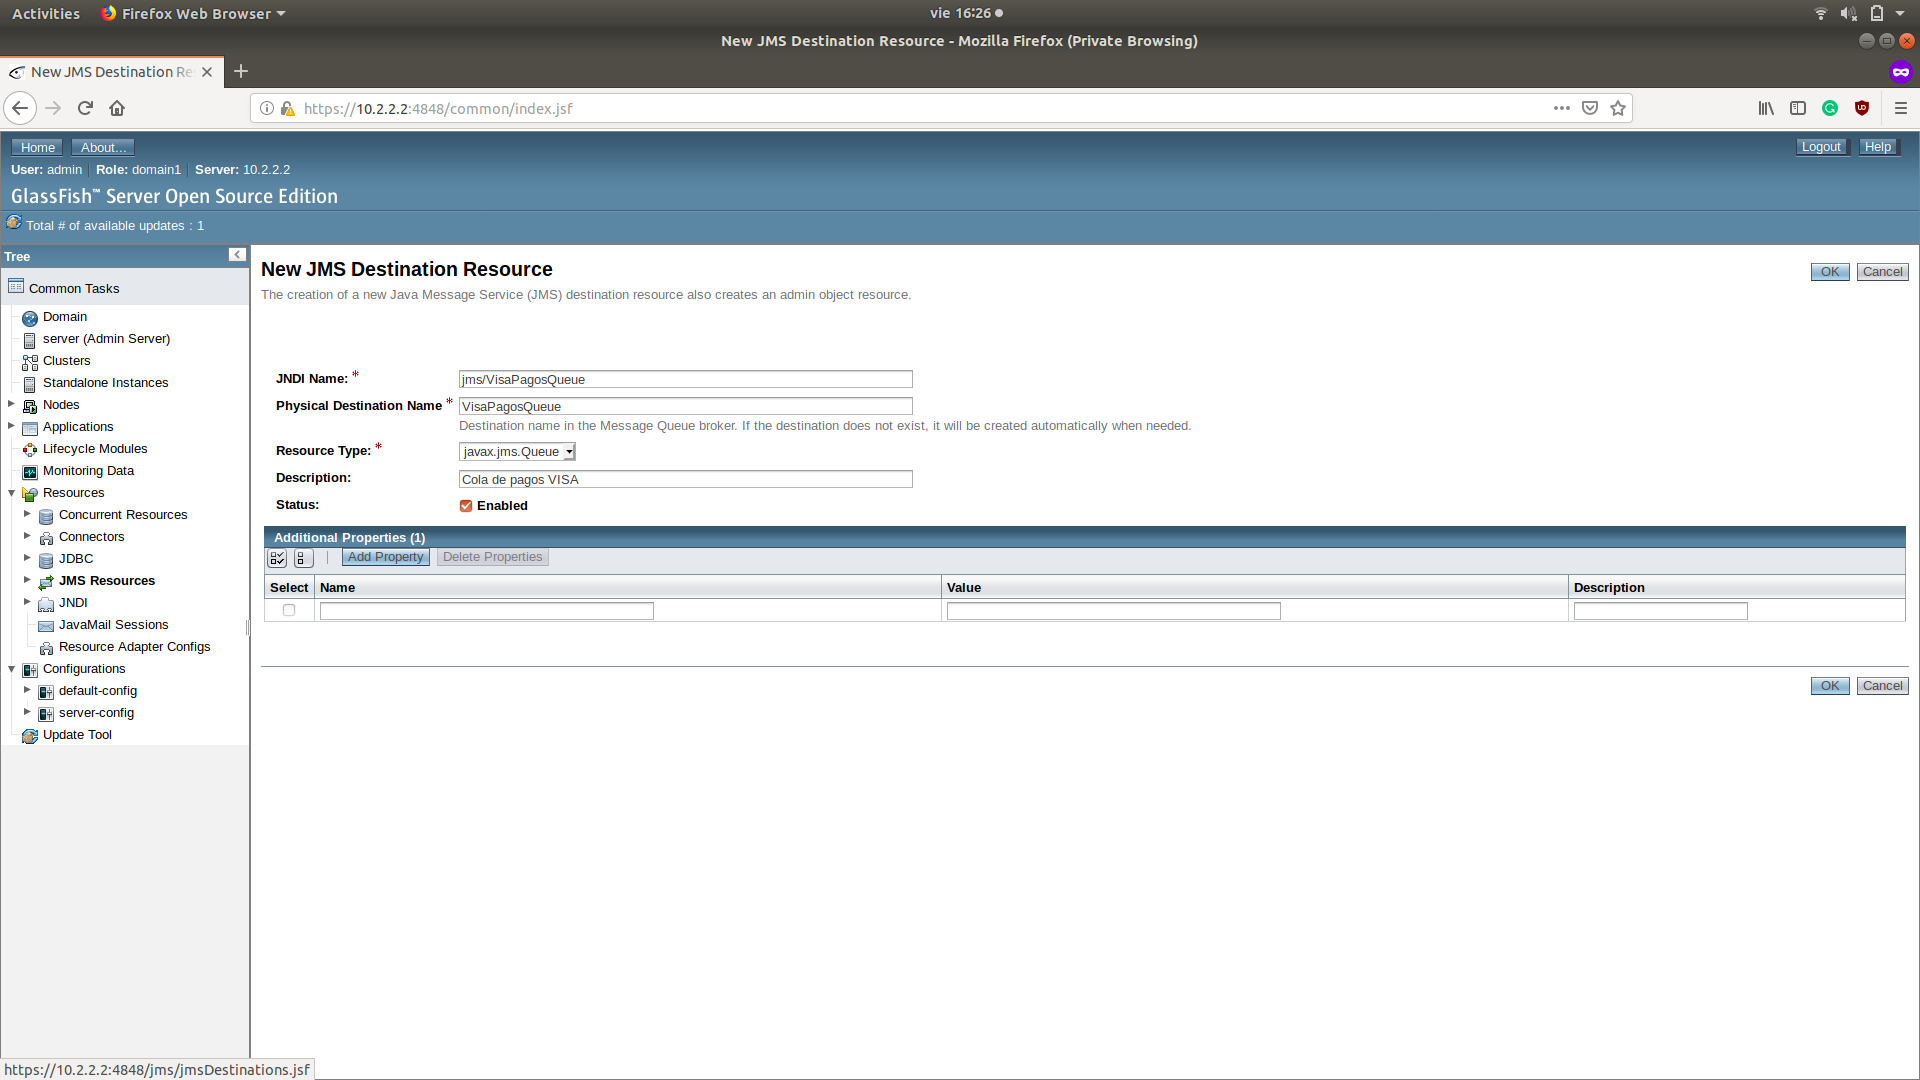 Activities Firefox Web Browser vie 16:26
New JMS Destination Resource - Mozilla Firefox (Private Browsing)
New JMS Destination Re
https://10.2.2.2:4848/common/index.jsf
Home About... Logout Help
User: admin Role: domain1 Server: 10.2.2.2
GlassFish™ Server Open Source Edition
Total # of available updates : 1
Tree
Common Tasks
Domain
server (Admin Server)
Clusters
Standalone Instances
Nodes
Applications
Lifecycle Modules
Monitoring Data
Resources
Concurrent Resources
Connectors
JDBC
JMS Resources
JNDI
JavaMail Sessions
Resource Adapter Configs
Configurations
default-config
server-config
Update Tool
New JMS Destination Resource
OK Cancel
The creation of a new Java Message Service (JMS) destination resource also creates an admin object resource.
JNDI Name: * jms/VisaPagosQueue
Physical Destination Name * VisaPagosQueue
Destination name in the Message Queue broker. If the destination does not exist, it will be created automatically when needed.
Resource Type: * javax.jms.Queue
Description: Cola de pagos VISA
Status: Enabled
Additional Properties (1)
Add Property Delete Properties
Select Name Value Description
OK Cancel
https://10.2.2.2:4848/jms/jmsDestinations.jsf